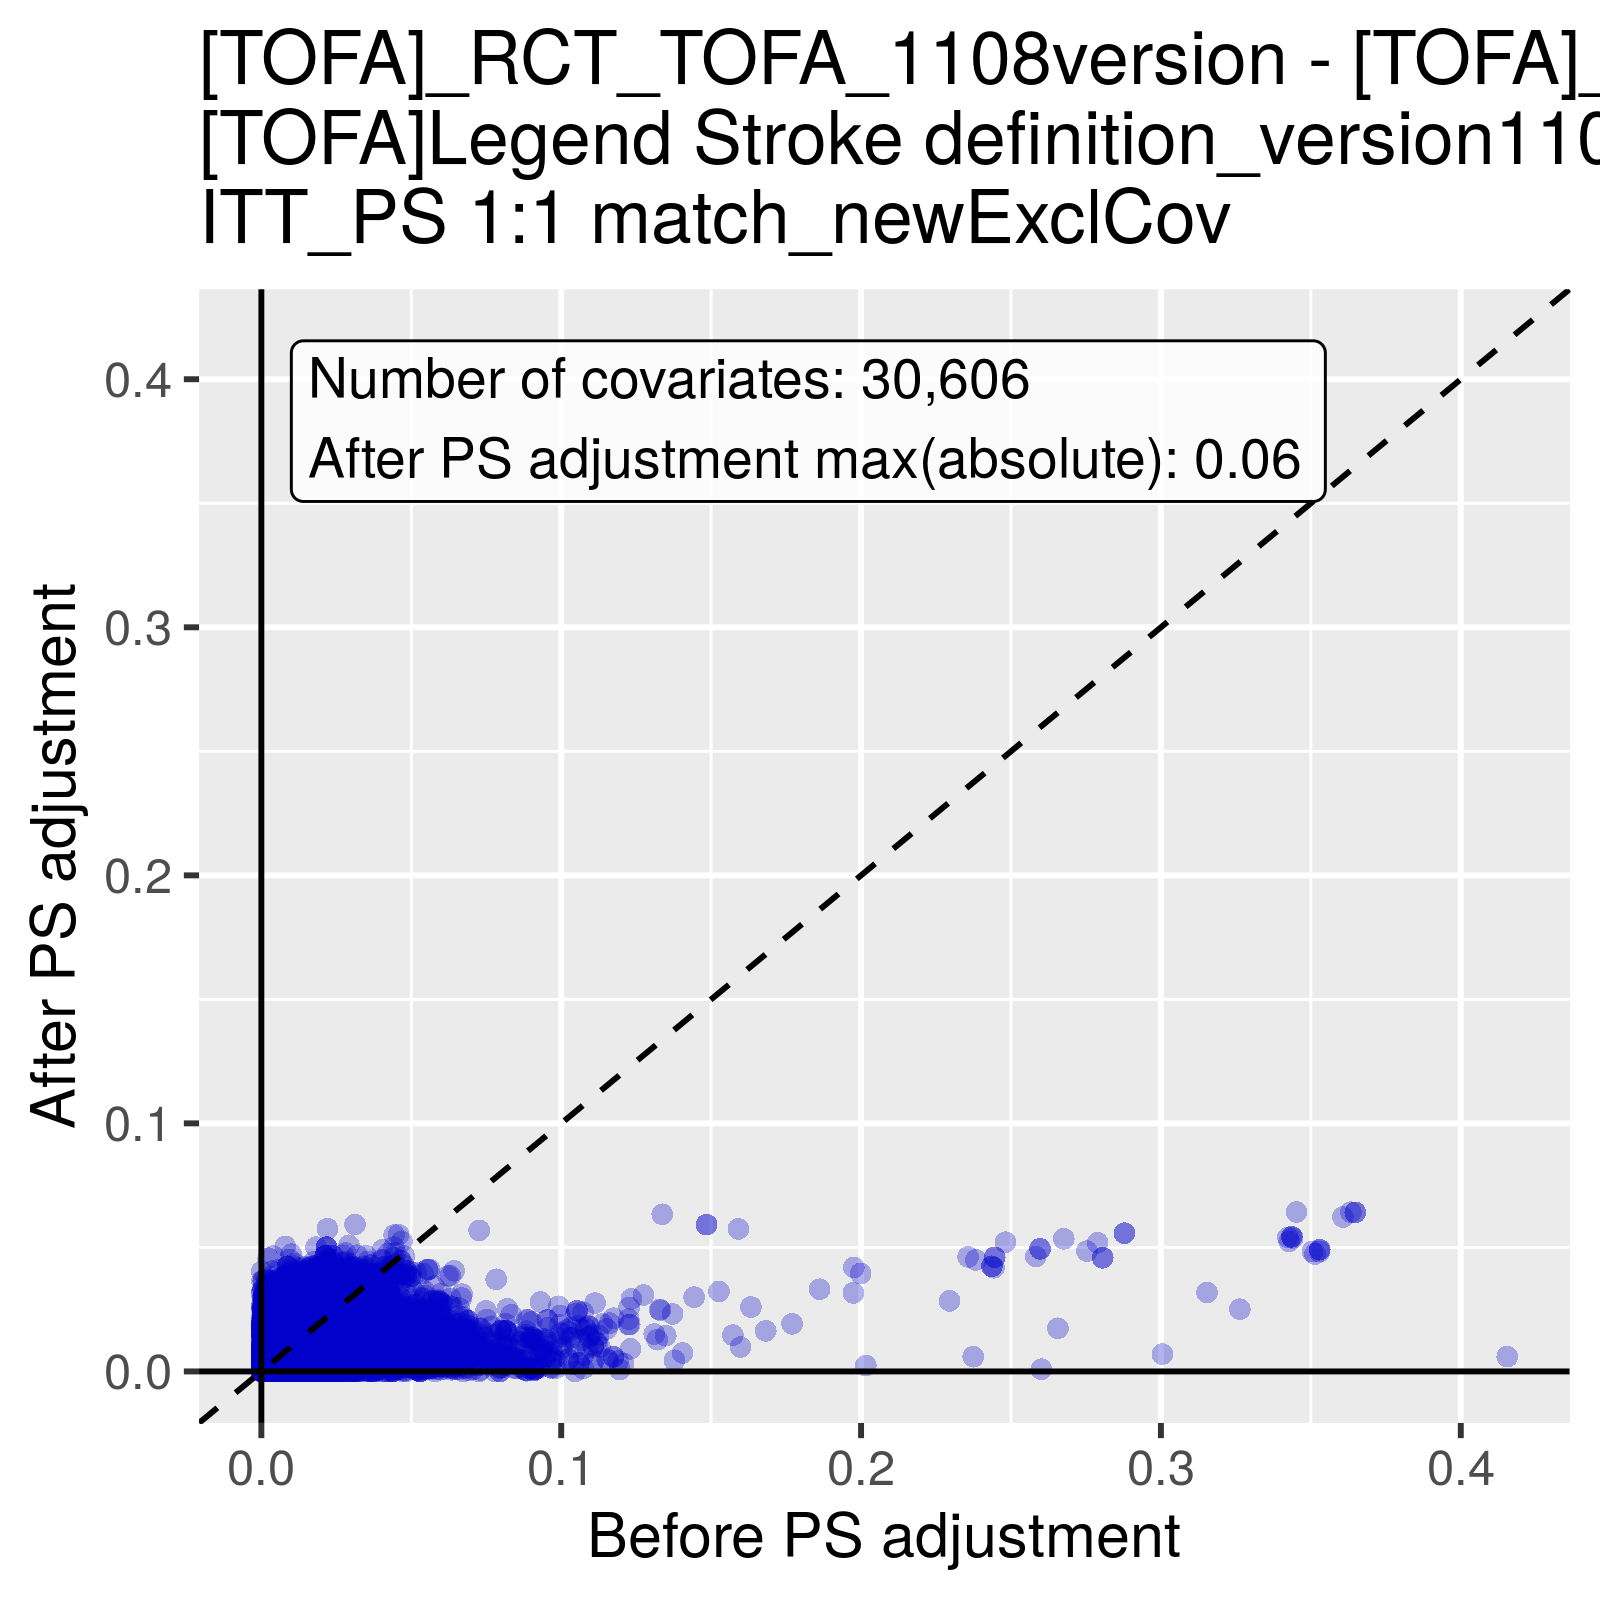 [TOFA]_RCT_TOFA_1108version - [TOFA]_
[TOFA]Legend Stroke definition_version110
ITT_PS 1:1 match_newExclCov
Number of covariates: 30,606
After PS adjustment max(absolute): 0.06
After PS adjustment
0.4
0.3
0.2
0.1
0.0
0.0 0.1 0.2 0.3 0.4
Before PS adjustment